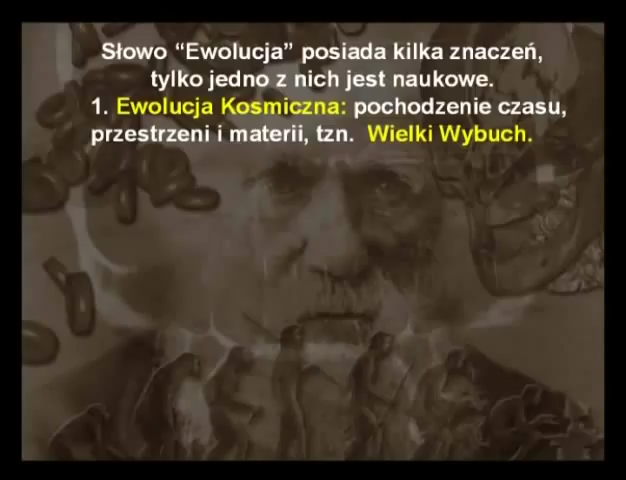 Słowo “Ewolucja” posiada kilka znaczeń,
tylko jedno z nich jest naukowe.
1. Ewolucja Kosmiczna: pochodzenie czasu,
przestrzeni i materii, tzn. Wielki Wybuch.